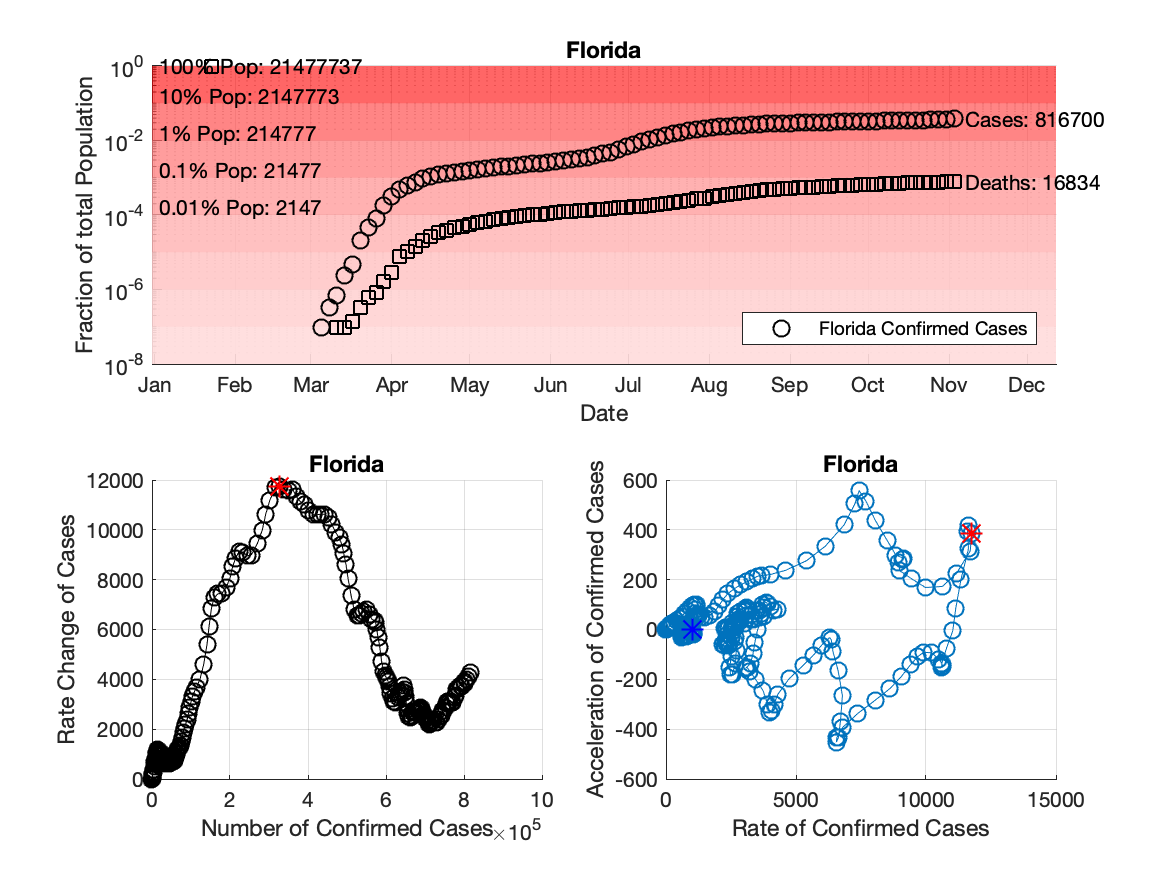 Florida
10^0
10^-2
10^-4
10^-6
10^-8
Fraction of total Population
100% Pop: 21477737
10% Pop: 2147773
1% Pop: 214777
0.1% Pop: 21477
0.01% Pop: 2147
Cases: 816700
Deaths: 16834
Florida Confirmed Cases
Jan Feb Mar Apr May Jun Jul Aug Sep Oct Nov Dec
Date
Florida
12000
10000
8000
6000
4000
2000
0
Rate Change of Cases
0 2 4 6 8 10
Number of Confirmed Cases ×10^5
Florida
600
400
200
0
-200
-400
-600
Acceleration of Confirmed Cases
0 5000 10000 15000
Rate of Confirmed Cases